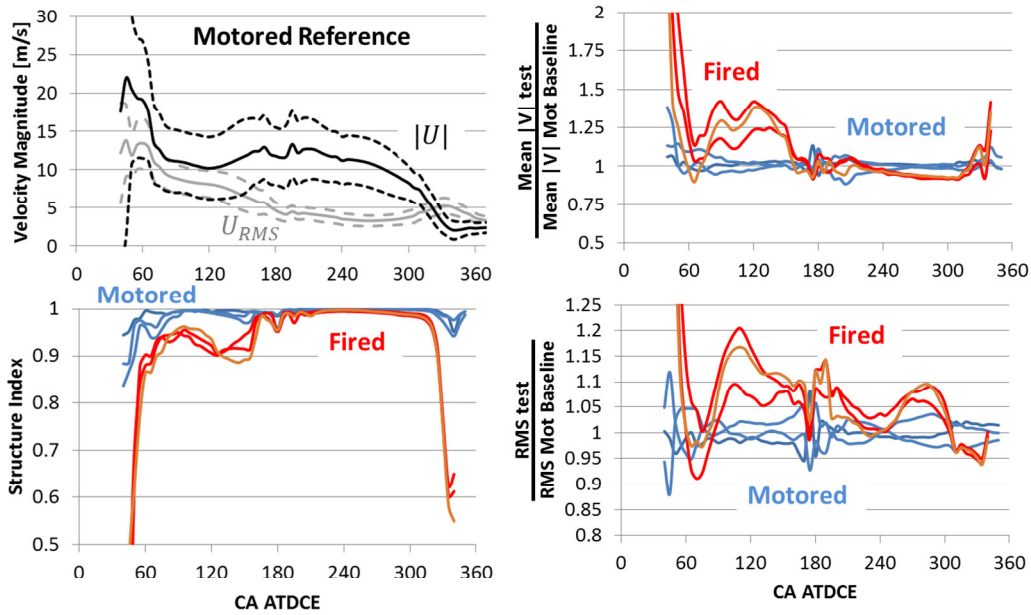 Motored Reference
Velocity Magnitude [m/s]
30
25
20
15
10
5
0
|U|
U_RMS
0 60 120 180 240 300 360
Mean |V| test
Mean |V| Mot Baseline
2
1.75
1.5
1.25
1
0.75
0.5
Fired
Motored
0 60 120 180 240 300 360
Motored
Structure Index
1
0.9
0.8
0.7
0.6
0.5
Fired
0 60 120 180 240 300 360
CA ATDCE
RMS test
RMS Mot Baseline
1.25
1.2
1.15
1.1
1.05
1
0.95
0.9
0.85
0.8
Fired
Motored
0 60 120 180 240 300 360
CA ATDCE